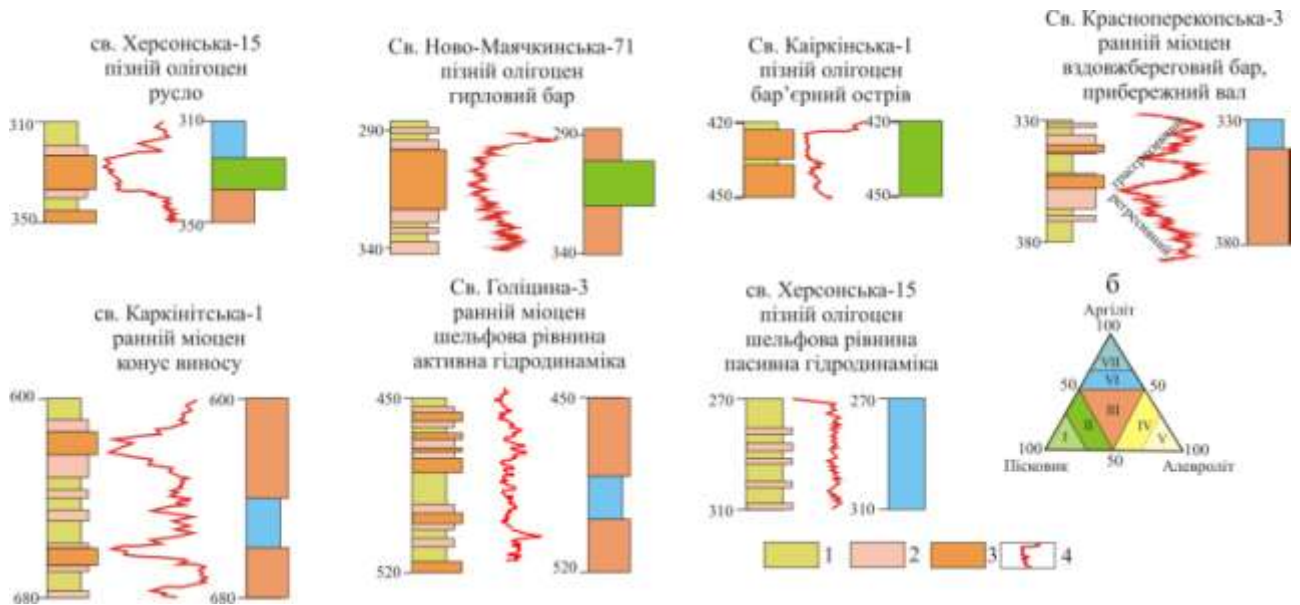 св. Херсонська-15
пізній олігоцен
русло
310
350
310
350
Св. Ново-Маячкинська-71
пізній олігоцен
гирловий бар
290
340
290
340
Св. Каіркінська-1
пізній олігоцен
бар’єрний острів
420
450
420
450
Св. Красноперекопська-3
ранній міоцен
вздовжбереговий бар,
прибережний вал
330
380
трасгресивний
регресивний
330
380
св. Каркінітська-1
ранній міоцен
конус виносу
600
680
600
680
Св. Голіцина-3
ранній міоцен
шельфова рівнина
активна гідродинаміка
450
520
450
520
св. Херсонська-15
пізній олігоцен
шельфова рівнина
пасивна гідродинаміка
270
310
270
310
б
Аргіліт
100
VII
VI
50 50
III
II IV
I V
100 50 100
Пісковик Алевроліт
1 2 3 4